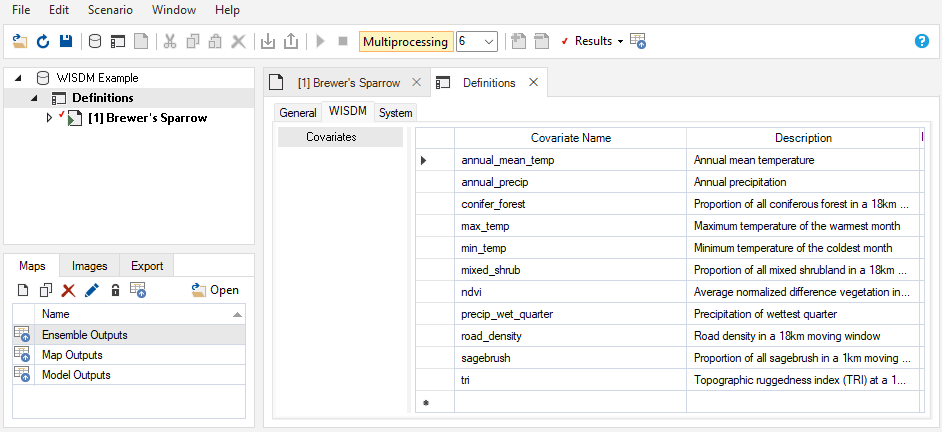 File Edit Scenario Window Help
Multiprocessing 6 Results
WISDM Example
Definitions
[1] Brewer's Sparrow
Maps Images Export
Open
Name
Ensemble Outputs
Map Outputs
Model Outputs
[1] Brewer's Sparrow Definitions
General WISDM System
Covariates
Covariate Name Description
annual_mean_temp Annual mean temperature
annual_precip Annual precipitation
conifer_forest Proportion of all coniferous forest in a 18km ...
max_temp Maximum temperature of the warmest month
min_temp Minimum temperature of the coldest month
mixed_shrub Proportion of all mixed shrubland in a 18km ...
ndvi Average normalized difference vegetation in...
precip_wet_quarter Precipitation of wettest quarter
road_density Road density in a 18km moving window
sagebrush Proportion of all sagebrush in a 1km moving ...
tri Topographic ruggedness index (TRI) at a 1...